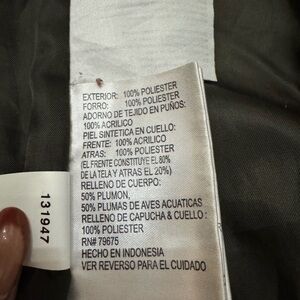 EXTERIOR: 100% POLIESTER
FORRO: 100% POLIESTER
ADORNO DE TEJIDO EN PUÑOS:
100% ACRILICO
PIEL SINTETICA EN CUELLO:
FRENTE: 100% ACRILICO
ATRAS: 100% POLIESTER
(EL FRENTE CONSTITUYE EL 80%
DE LA TELA Y ATRAS EL 20%)
RELLENO DE CUERPO:
50% PLUMON,
50% PLUMAS DE AVES ACUATICAS
RELLENO DE CAPUCHA & CUELLO :
100% POLIESTER
RN# 79675
HECHO EN INDONESIA
VER REVERSO PARA EL CUIDADO
131947